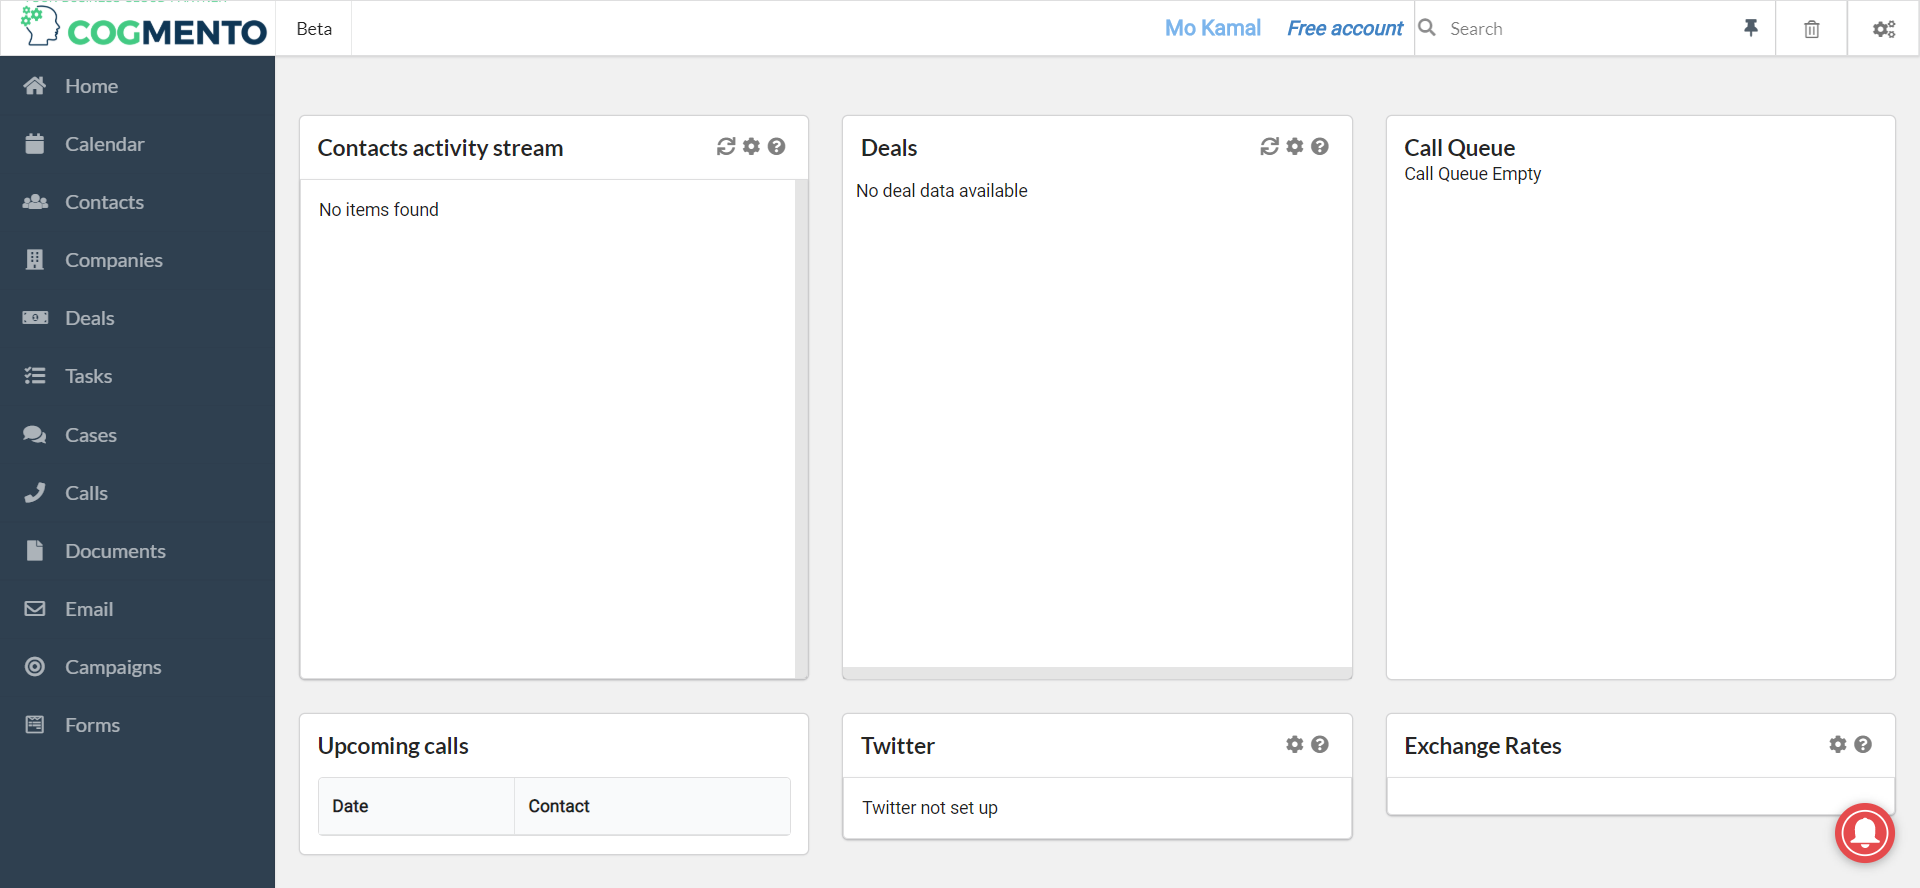 COGMENTO
Beta
Mo Kamal
Free account
Search
Home
Calendar
Contacts
Companies
Deals
Tasks
Cases
Calls
Documents
Email
Campaigns
Forms
Contacts activity stream
No items found
Deals
No deal data available
Call Queue
Call Queue Empty
Upcoming calls
Date Contact
Twitter
Twitter not set up
Exchange Rates